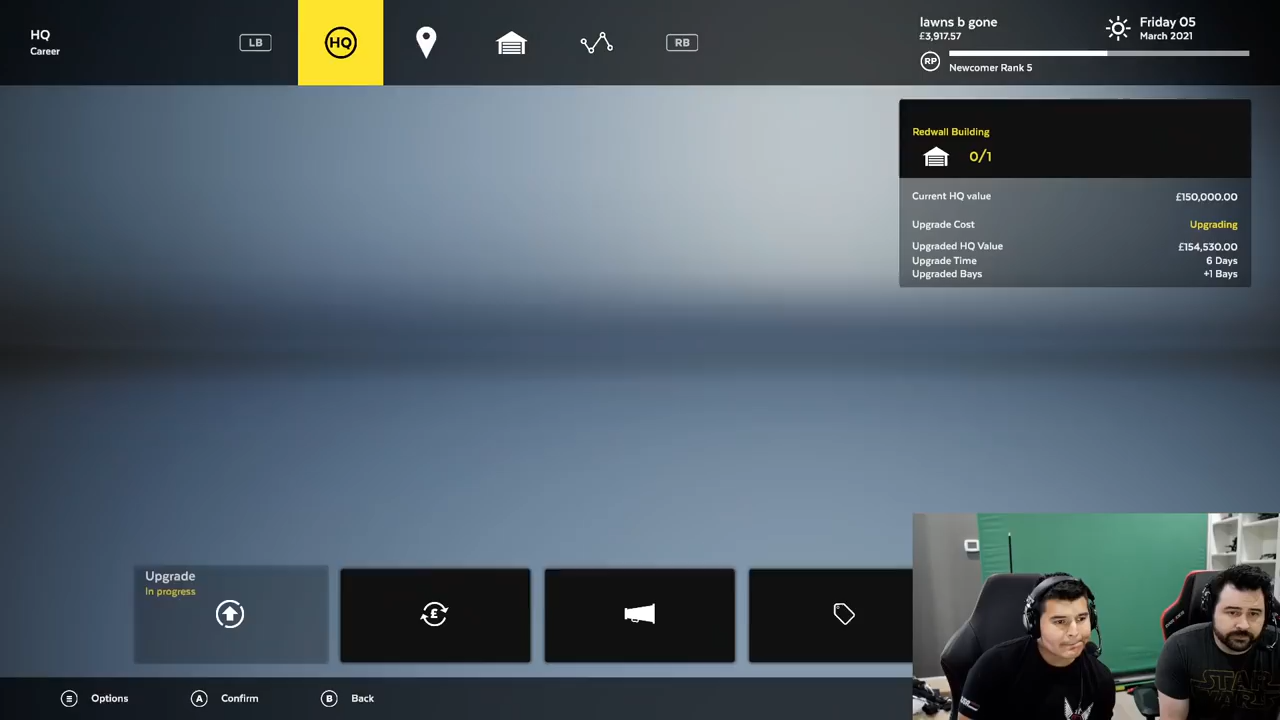 HQ
Career
LB
HQ
RB
lawns b gone
£3,917.57
Friday 05
March 2021
RP
Newcomer Rank 5
Redwall Building
0/1
Current HQ value £150,000.00
Upgrade Cost Upgrading
Upgraded HQ Value £154,530.00
Upgrade Time 6 Days
Upgraded Bays +1 Bays
Upgrade
In progress
£
Options
A Confirm
B Back
STAR
WARS